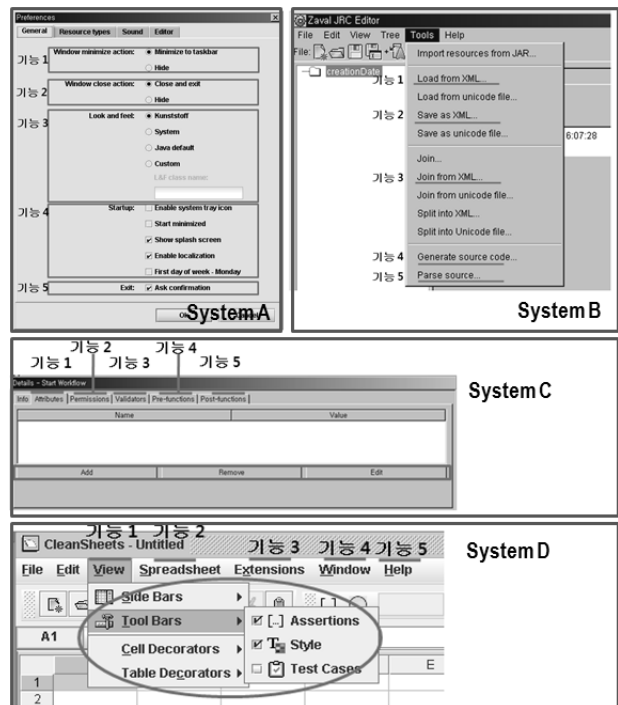 Preferences
General Resource types Sound Editor
기능 1 Window minimize action: Minimize to taskbar
Hide
기능 2 Window close action: Close and exit
Hide
기능 3 Look and feel: Kunststoff
System
Java default
Custom
L&F class name:
기능 4 Startup: Enable system tray icon
Start minimized
Show splash screen
Enable localization
First day of week - Monday
기능 5 Exit: Ask confirmation
System A
Zaval JRC Editor
File Edit View Tree Tools Help
File:
creationDate
Import resources from JAR...
기능 1 Load from XML...
Load from unicode file...
기능 2 Save as XML...
Save as unicode file...
6:07:28
Join...
기능 3 Join from XML...
Join from unicode file...
Split into XML...
Split into Unicode file...
기능 4 Generate source code...
기능 5 Parse source...
System B
기능 1 기능 2 기능 3 기능 4 기능 5
Details - Start Workflow
Info Attributes Permissions Validators Pre-functions Post-functions
Name Value
Add Remove Edit
System C
기능 1 기능 2 기능 3 기능 4 기능 5
CleanSheets - Untitled
File Edit View Spreadsheet Extensions Window Help
Side Bars
Tool Bars
Cell Decorators
Table Decorators
[...] Assertions
Style
Test Cases
A1
E
1
2
System D